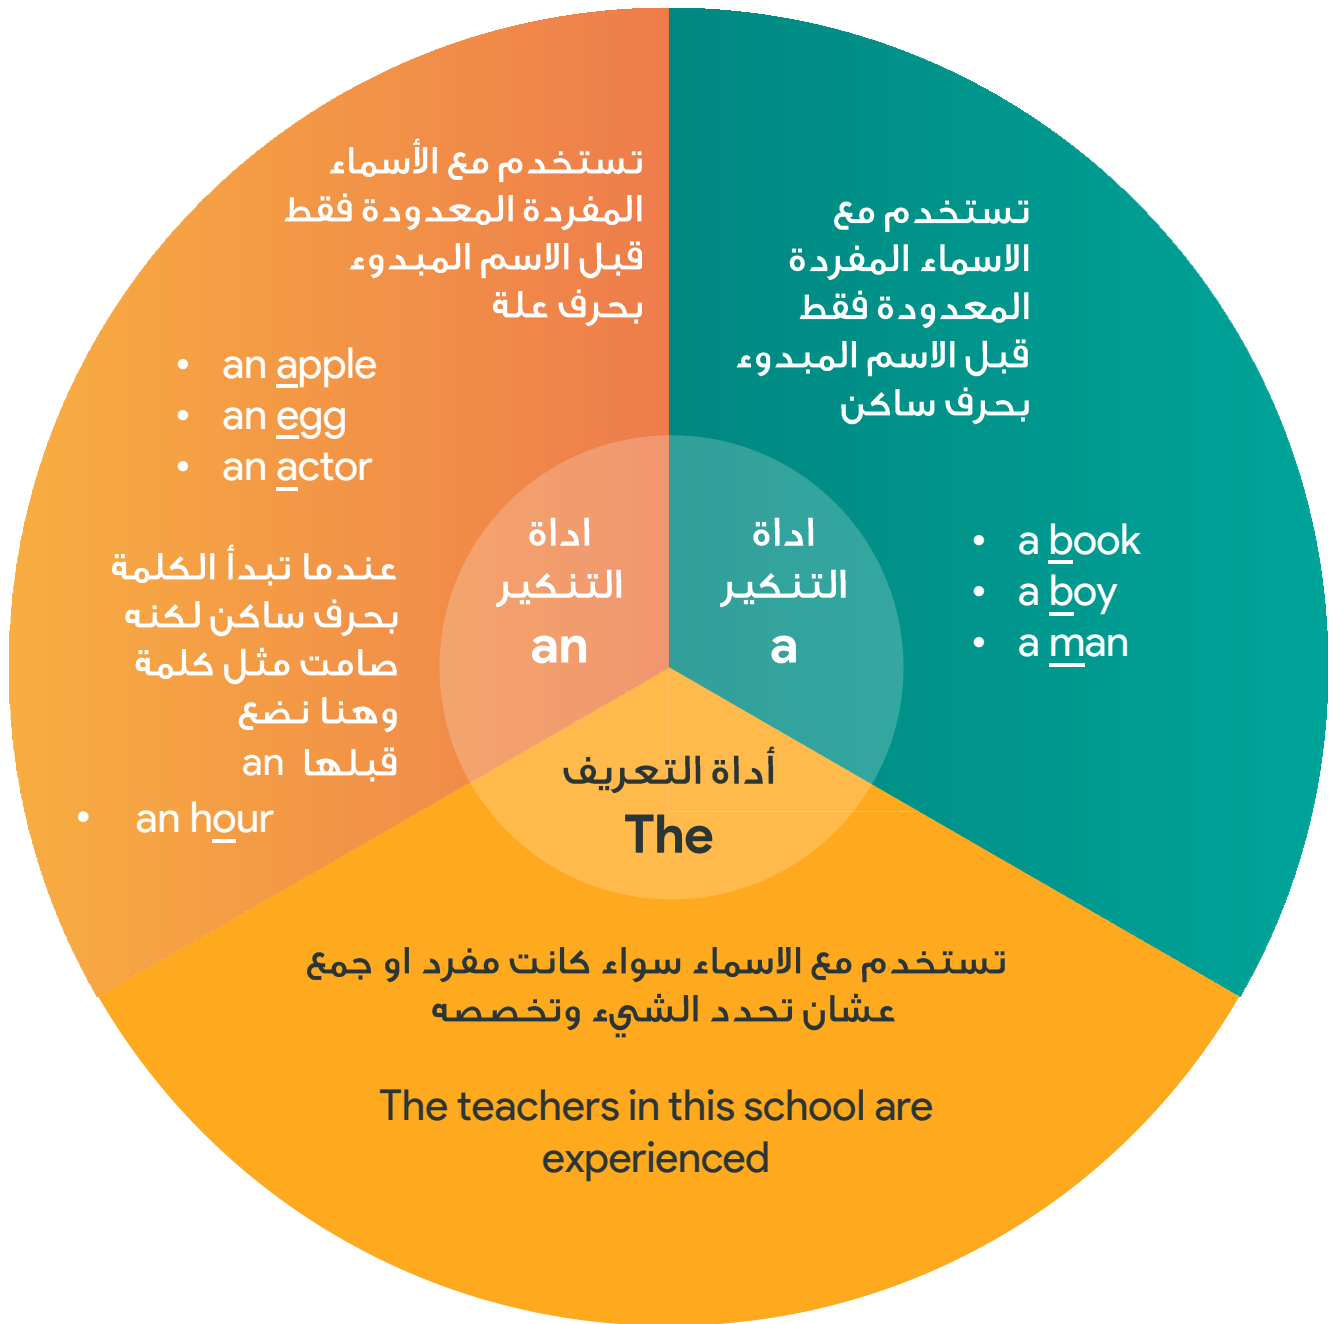 تستخدم مع الأسماء
المفردة المعدودة فقط
قبل الاسم المبدوء
بحرف علة
• an apple
• an egg
• an actor
عندما تبدأ الكلمة
بحرف ساكن لكنه
صامت مثل كلمة
وهنا نضع
قبلها an
• an hour
اداة
التنكير
an
تستخدم مع
الاسماء المفردة
المعدودة فقط
قبل الاسم المبدوء
بحرف ساكن
• a book
• a boy
• a man
اداة
التنكير
a
أداة التعريف
The
تستخدم مع الاسماء سواء كانت مفرد او جمع
عشان تحدد الشيء وتخصصه
The teachers in this school are
experienced